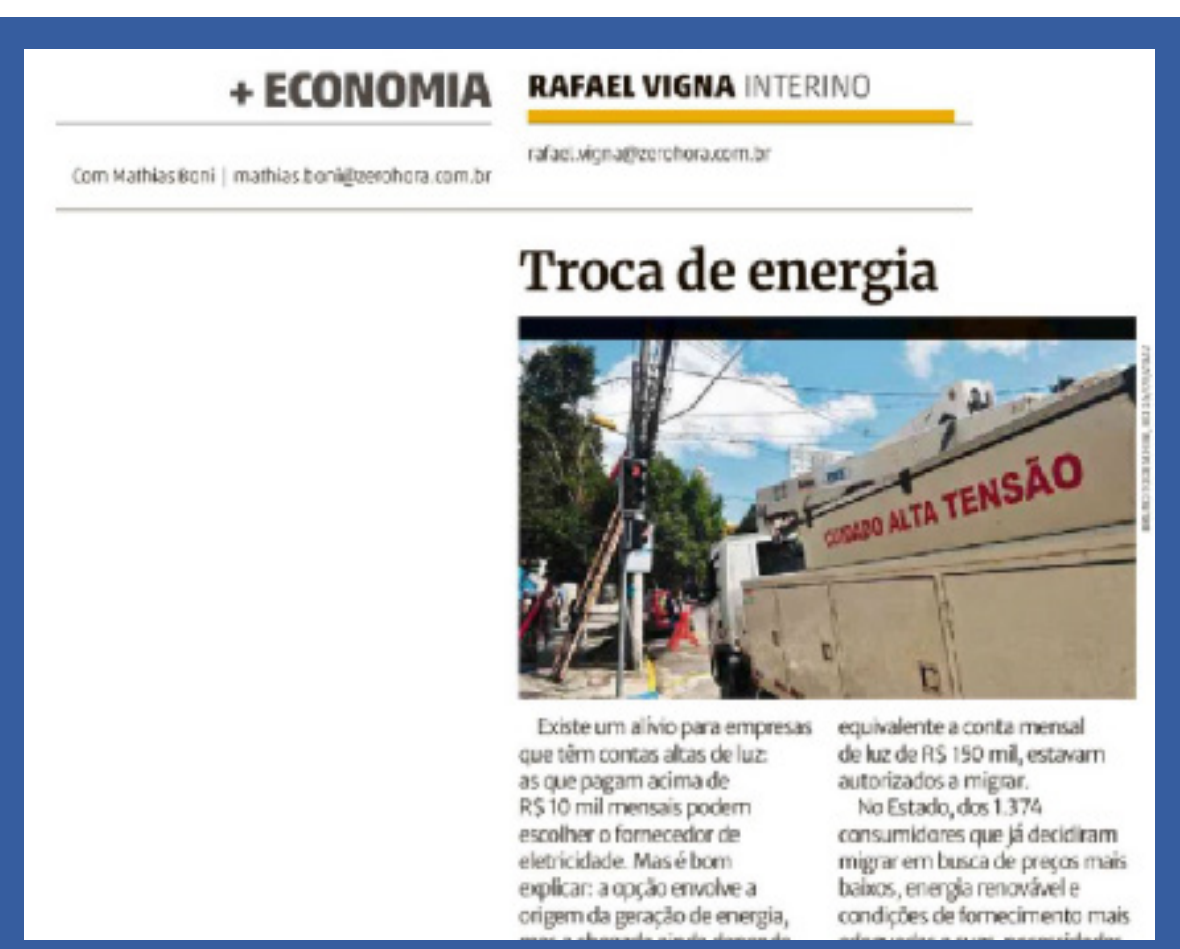 + ECONOMIA
RAFAEL VIGNA INTERINO
rafael.vigna@zerohora.com.br
Com Mathias Boni | mathias.boni@zerohora.com.br
Troca de energia
CUIDADO ALTA TENSÃO
Existe um alívio para empresas
que têm contas altas de luz:
as que pagam acima de
R$ 10 mil mensais podem
escolher o fornecedor de
eletricidade. Mas é bom
explicar: a opção envolve a
origem da geração de energia,
mas a chegada ainda depende
equivalente a conta mensal
de luz de R$ 150 mil, estavam
autorizados a migrar.
No Estado, dos 1.374
consumidores que já decidiram
migrar em busca de preços mais
baixos, energia renovável e
condições de fornecimento mais